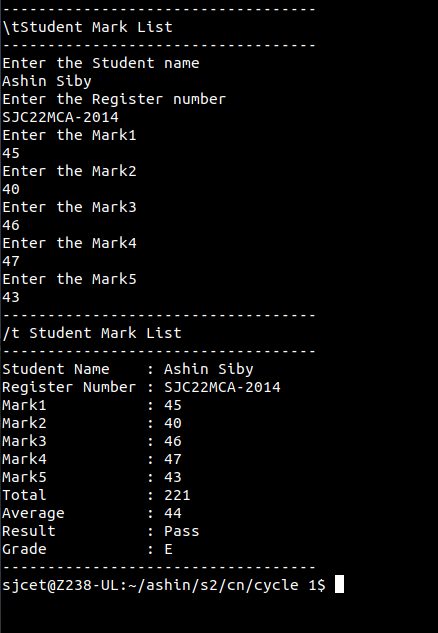 -----------------------------------
\tStudent Mark List
-----------------------------------
Enter the Student name
Ashin Siby
Enter the Register number
SJC22MCA-2014
Enter the Mark1
45
Enter the Mark2
40
Enter the Mark3
46
Enter the Mark4
47
Enter the Mark5
43
-----------------------------------
/t Student Mark List
-----------------------------------
Student Name    : Ashin Siby
Register Number : SJC22MCA-2014
Mark1           : 45
Mark2           : 40
Mark3           : 46
Mark4           : 47
Mark5           : 43
Total           : 221
Average         : 44
Result          : Pass
Grade           : E
-----------------------------------
sjcet@Z238-UL:~/ashin/s2/cn/cycle 1$